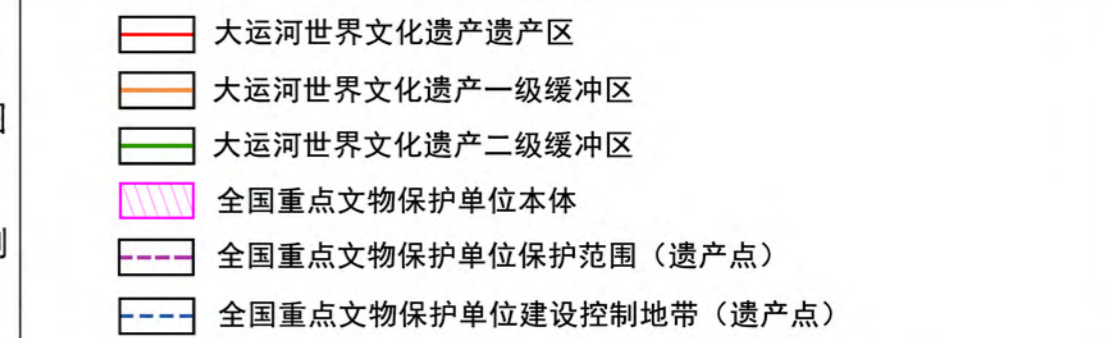 大运河世界文化遗产遗产区
大运河世界文化遗产一级缓冲区
大运河世界文化遗产二级缓冲区
全国重点文物保护单位本体
全国重点文物保护单位保护范围（遗产点）
全国重点文物保护单位建设控制地带（遗产点）